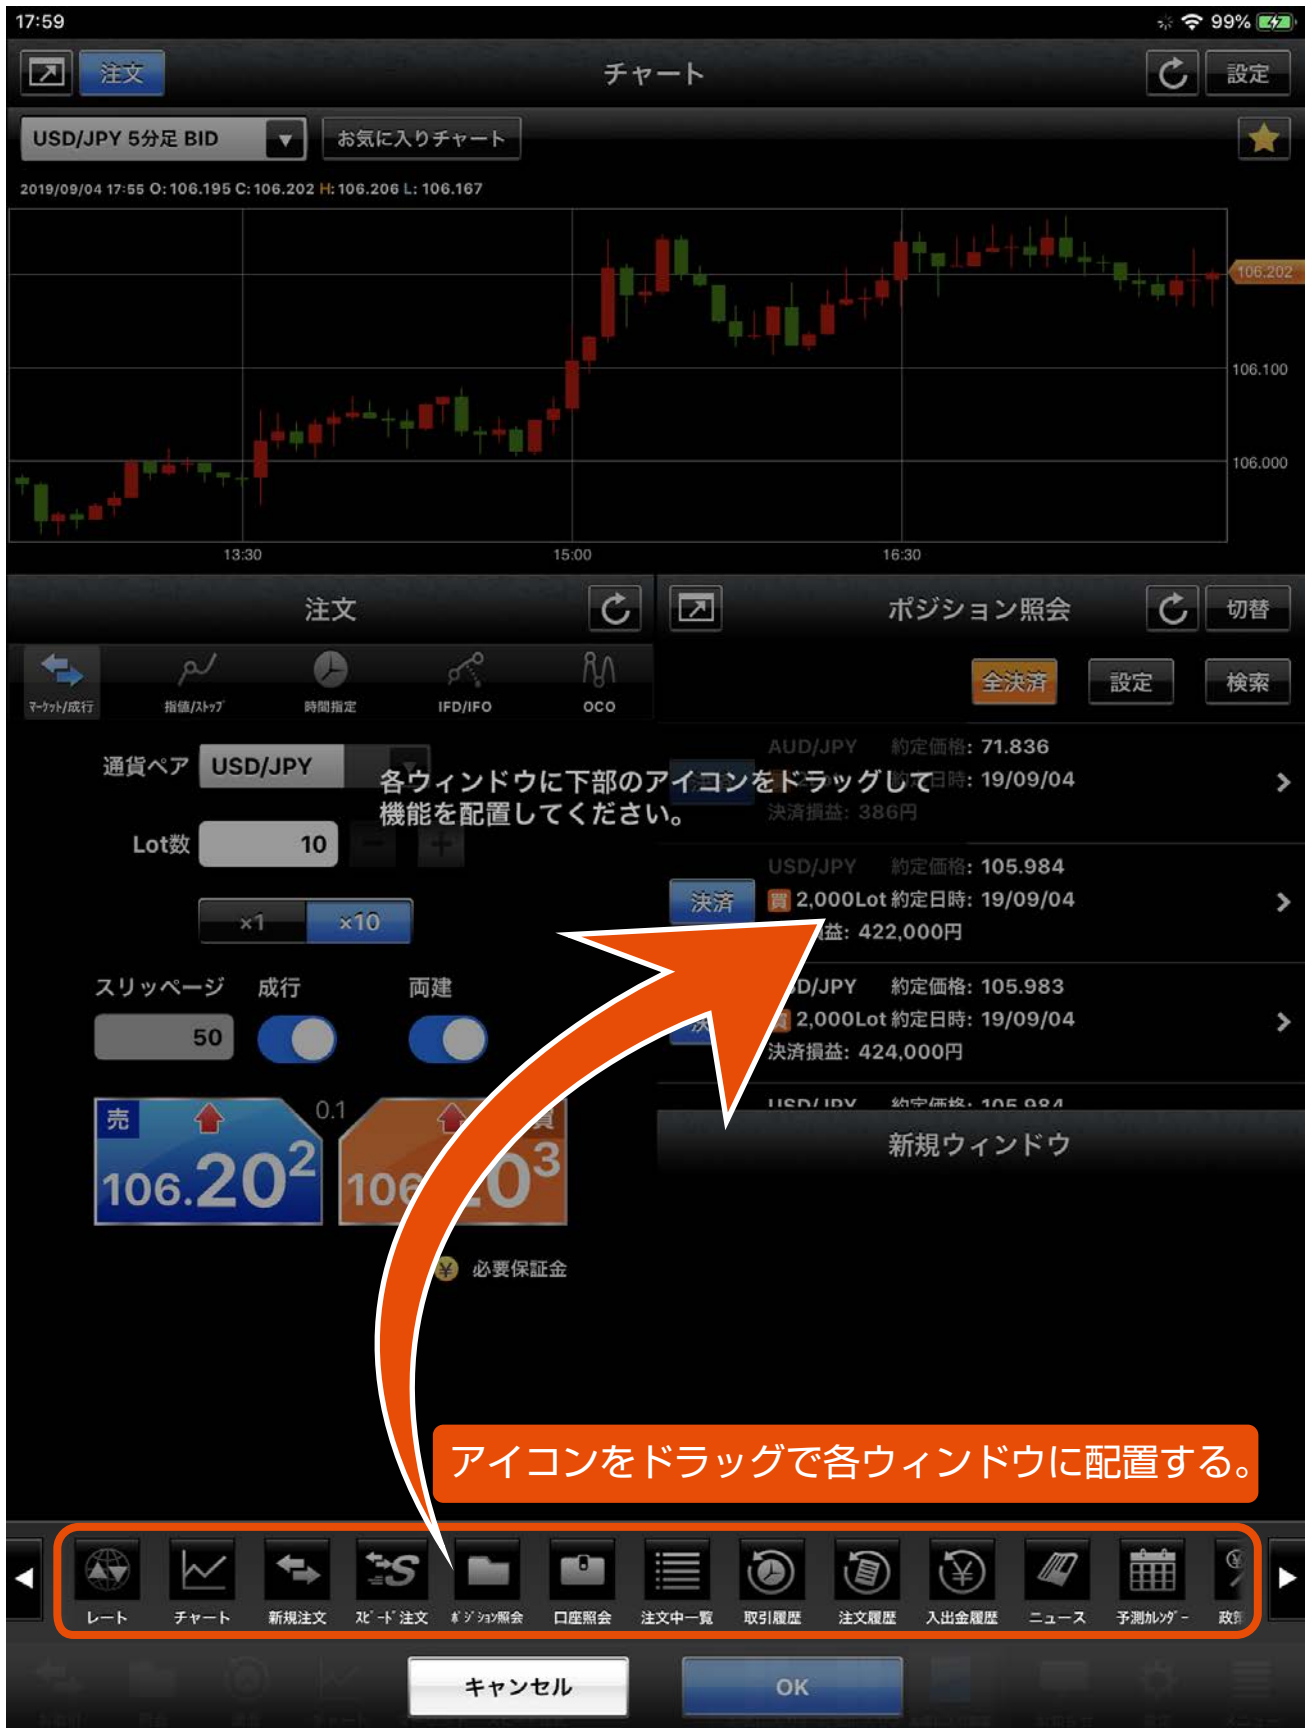 17:59
99%
注文
チャート
設定
USD/JPY 5分足 BID
お気に入りチャート
2019/09/04 17:55 O:106.195 C:106.202 H:106.206 L:106.167
106.202
106.100
106.000
13:30
15:00
16:30
注文
ポジション照会
切替
全決済
設定
検索
マーケット/成行
指値/ストップ
時間指定
IFD/IFO
OCO
通貨ペア
USD/JPY
各ウィンドウに下部のアイコンをドラッグして
機能を配置してください。
AUD/JPY 約定価格: 71.836
約定日時: 19/09/04
決済損益: 386円
Lot数
10
×1
×10
USD/JPY 約定価格: 105.984
決済
買 2,000Lot 約定日時: 19/09/04
益: 422,000円
スリッページ
成行
両建
50
SD/JPY 約定価格: 105.983
2,000Lot 約定日時: 19/09/04
決済損益: 424,000円
USD/JPY 約定価格: 105.984
新規ウィンドウ
売
106.202
0.1
買
必要保証金
アイコンをドラッグで各ウィンドウに配置する。
レート
チャート
新規注文
スピード注文
ポジション照会
口座照会
注文中一覧
取引履歴
注文履歴
入出金履歴
ニュース
予測カレンダー
キャンセル
OK